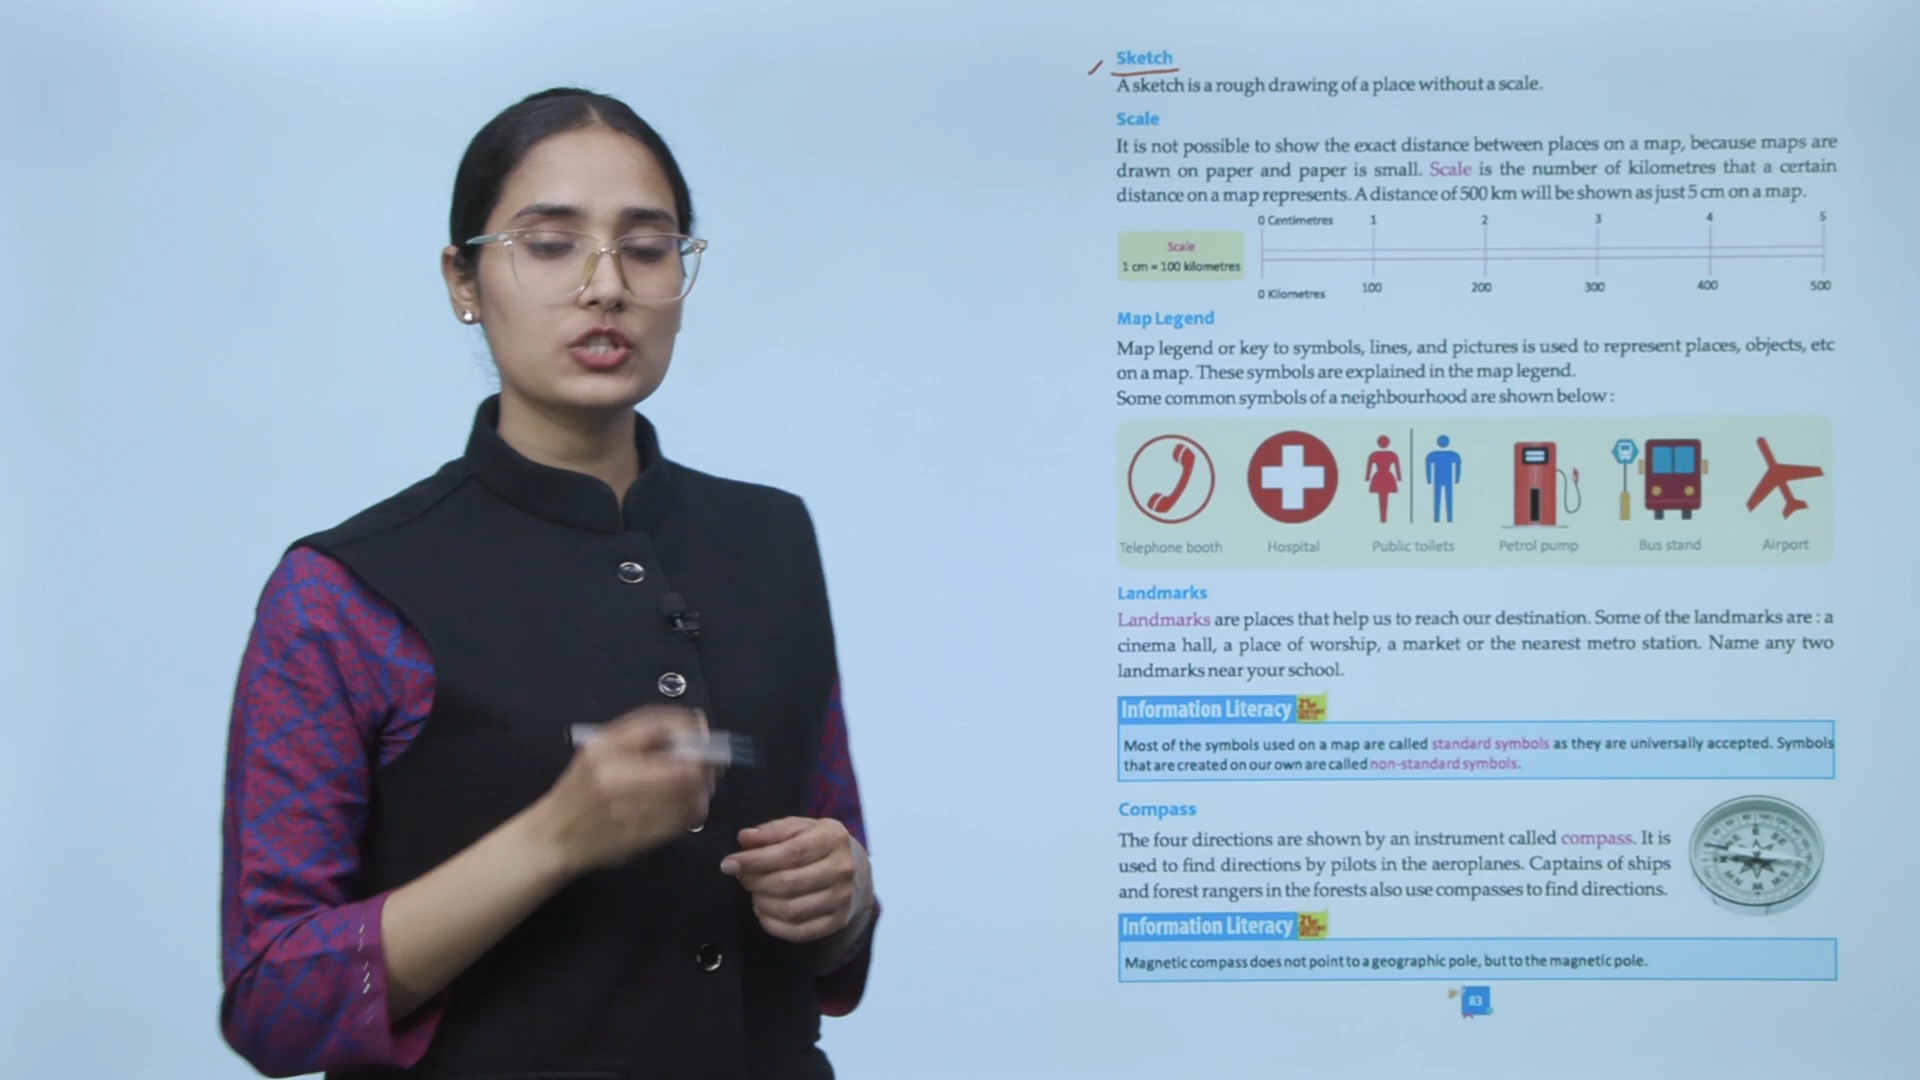 Sketch
A sketch is a rough drawing of a place without a scale.
Scale
It is not possible to show the exact distance between places on a map, because maps are
drawn on paper and paper is small. Scale is the number of kilometres that a certain
distance on a map represents. A distance of 500 km will be shown as just 5 cm on a map.
0 Centimetres 1 2 3 4 5
Scale
1 cm = 100 kilometres
0 Kilometres 100 200 300 400 500
Map Legend
Map legend or key to symbols, lines, and pictures is used to represent places, objects, etc
on a map. These symbols are explained in the map legend.
Some common symbols of a neighbourhood are shown below :
Telephone booth Hospital Public toilets Petrol pump Bus stand Airport
Landmarks
Landmarks are places that help us to reach our destination. Some of the landmarks are : a
cinema hall, a place of worship, a market or the nearest metro station. Name any two
landmarks near your school.
Information Literacy
Most of the symbols used on a map are called standard symbols as they are universally accepted. Symbols
that are created on our own are called non-standard symbols.
Compass
The four directions are shown by an instrument called compass. It is
used to find directions by pilots in the aeroplanes. Captains of ships
and forest rangers in the forests also use compasses to find directions.
Information Literacy
Magnetic compass does not point to a geographic pole, but to the magnetic pole.
83